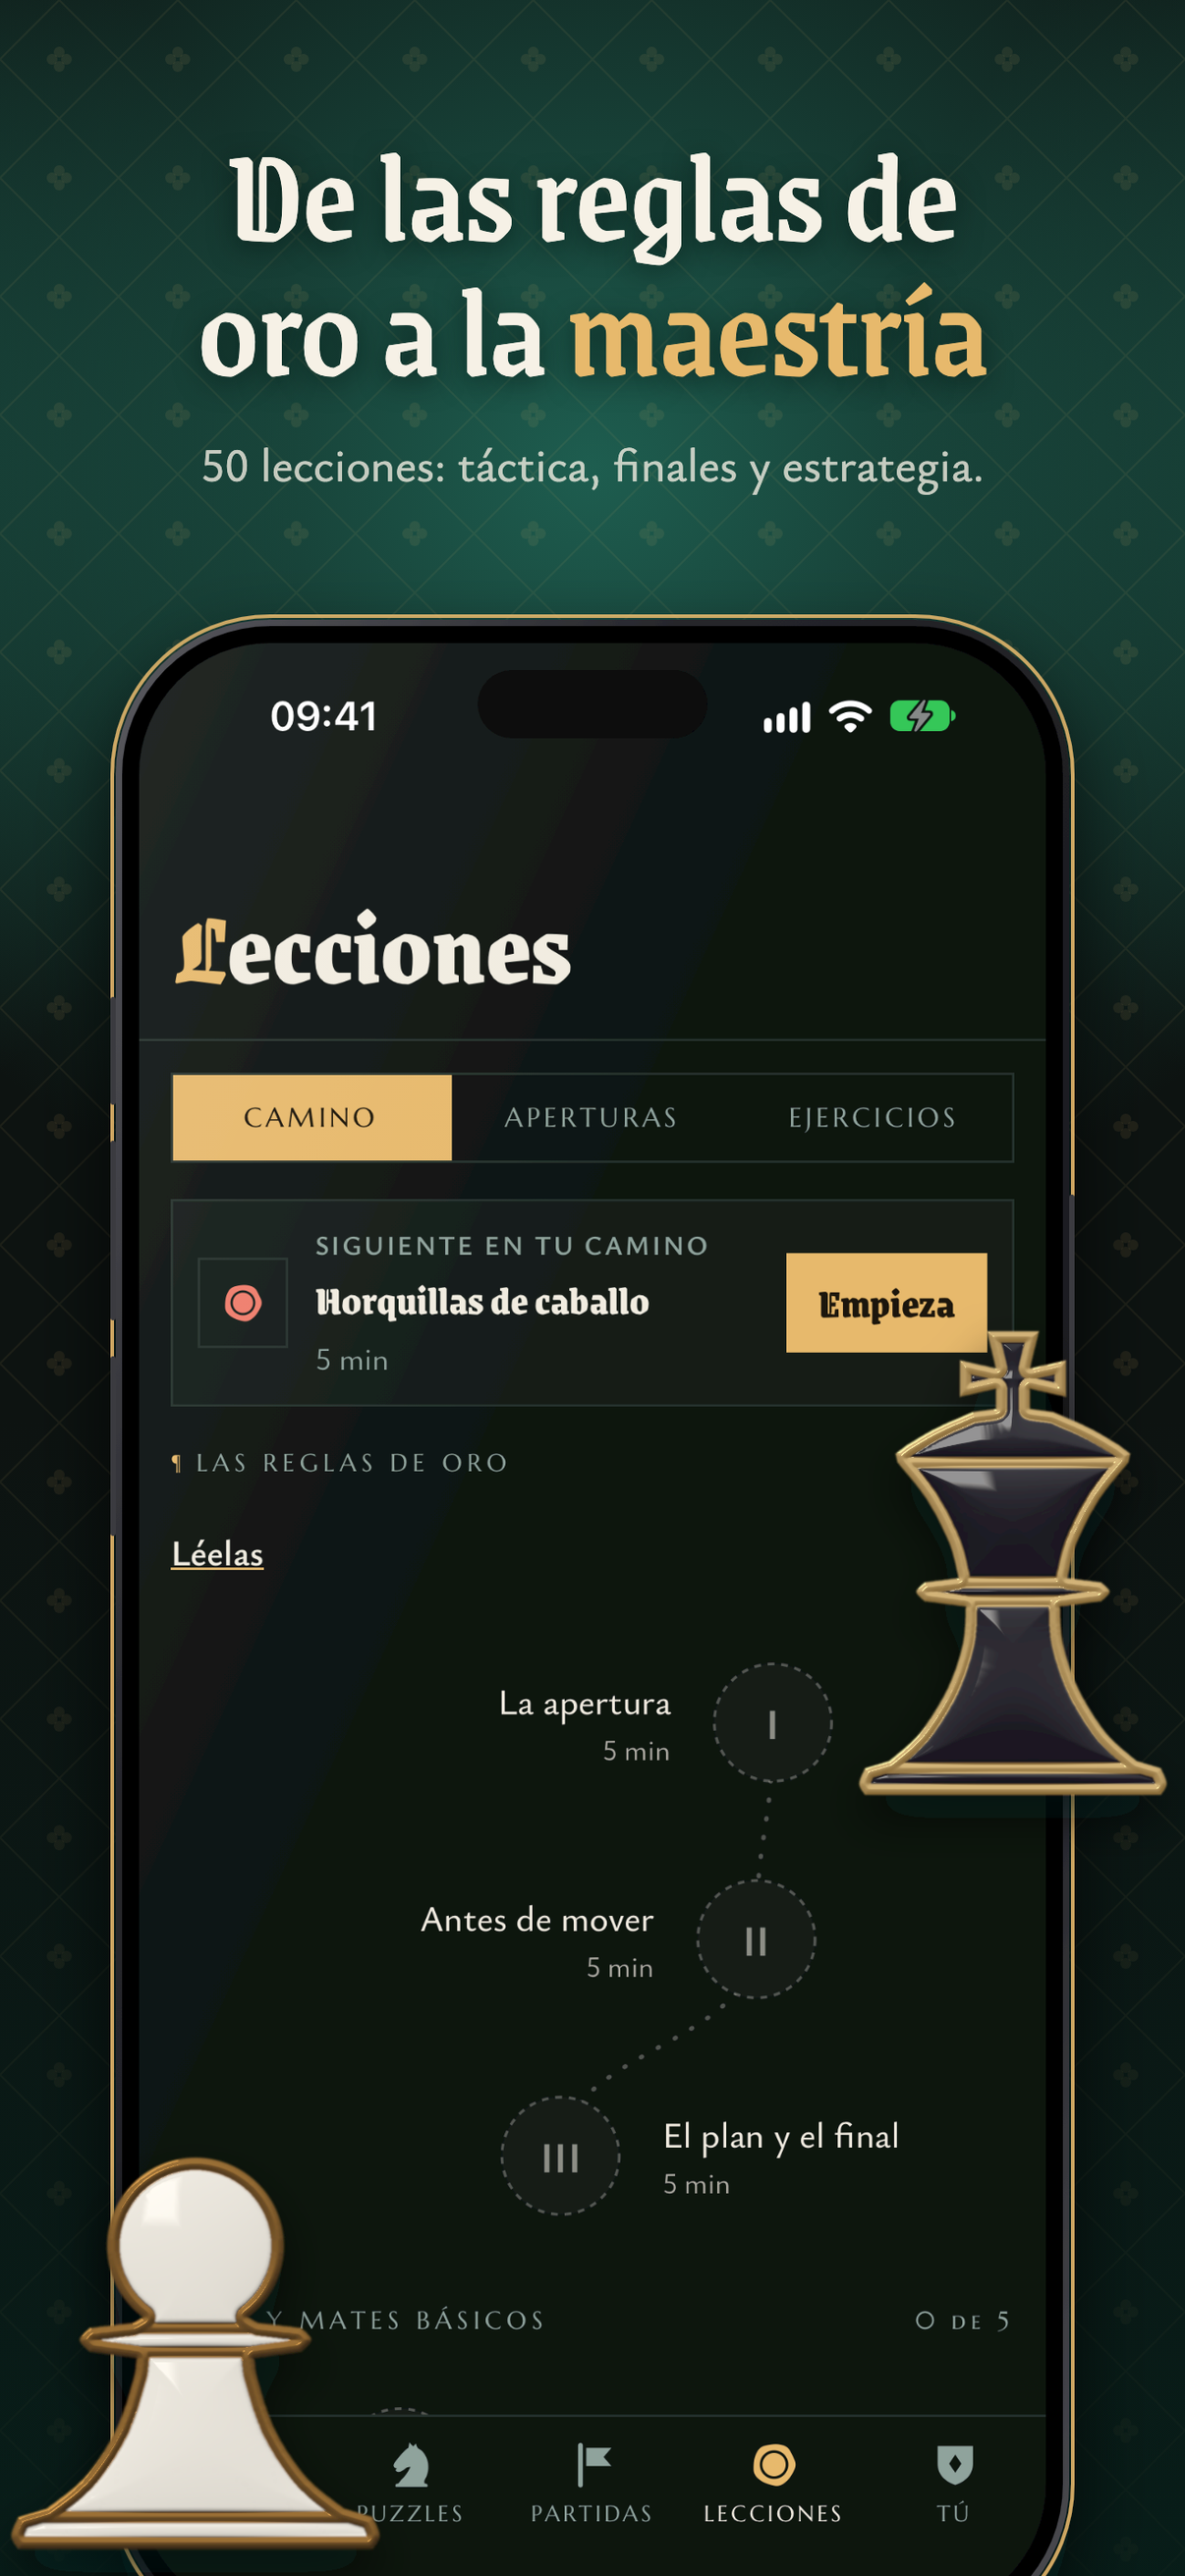 De las reglas de
oro a la maestría
50 lecciones: táctica, finales y estrategia.
09:41
Lecciones
CAMINO
APERTURAS
EJERCICIOS
SIGUIENTE EN TU CAMINO
Horquillas de caballo
5 min
Empieza
¶ LAS REGLAS DE ORO
Léelas
La apertura
5 min
I
Antes de mover
5 min
II
III
El plan y el final
5 min
Y MATES BÁSICOS
0 DE 5
PUZZLES
PARTIDAS
LECCIONES
TÚ